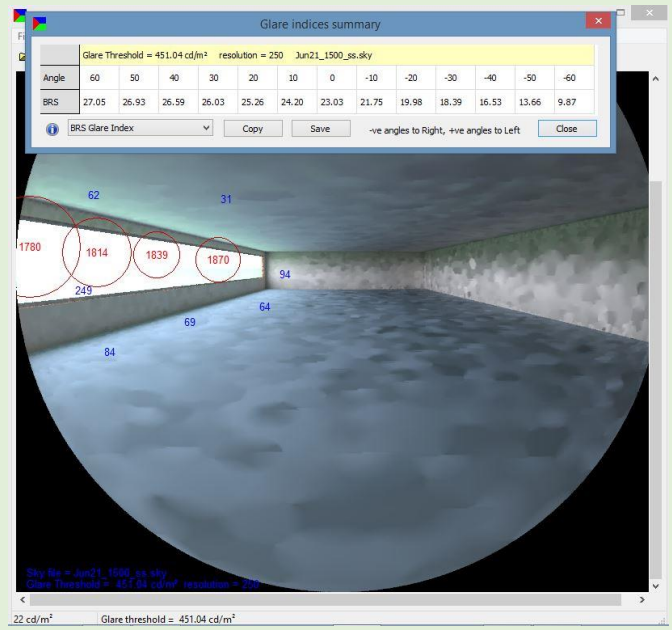 Glare indices summary
Fi
Glare Threshold = 451.04 cd/m² resolution = 250 Jun21_1500_ss.sky
Angle 60 50 40 30 20 10 0 -10 -20 -30 -40 -50 -60
BRS 27.05 26.93 26.59 26.03 25.26 24.20 23.03 21.75 19.98 18.39 16.53 13.66 9.87
BRS Glare Index Copy Save -ve angles to Right, +ve angles to Left Close
62 31
1780 1814 1839 1870
94
249
64
69
84
Sky file = Jun21_1500_ss.sky
Glare Threshold = 451.04 cd/m² resolution = 250
22 cd/m² Glare threshold = 451.04 cd/m²